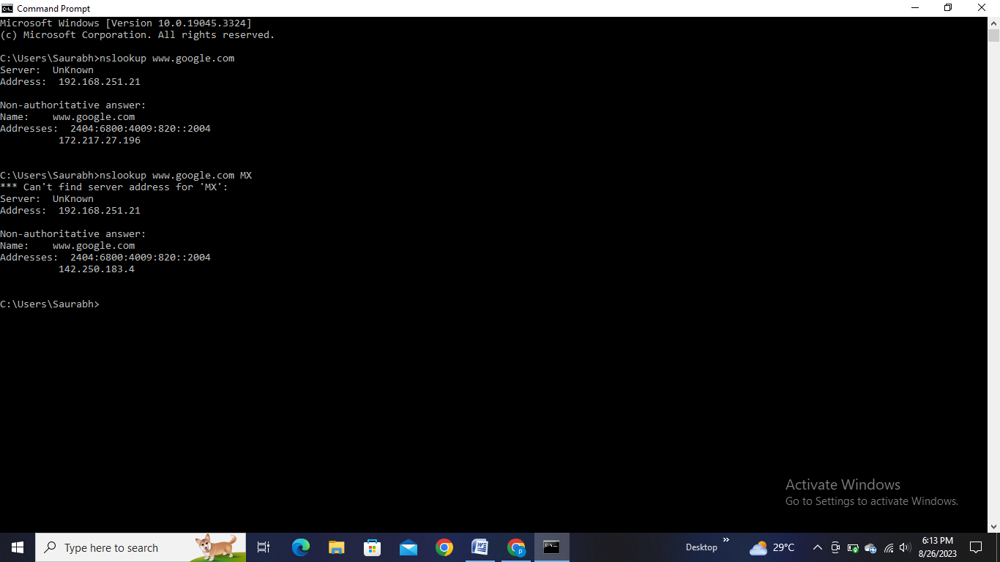 Command Prompt
Microsoft Windows [Version 10.0.19045.3324]
(c) Microsoft Corporation. All rights reserved.
C:\Users\Saurabh>nslookup www.google.com
Server:  UnKnown
Address:  192.168.251.21
Non-authoritative answer:
Name:    www.google.com
Addresses:  2404:6800:4009:820::2004
172.217.27.196
C:\Users\Saurabh>nslookup www.google.com MX
*** Can't find server address for 'MX':
Server:  UnKnown
Address:  192.168.251.21
Non-authoritative answer:
Name:    www.google.com
Addresses:  2404:6800:4009:820::2004
142.250.183.4
C:\Users\Saurabh>
Activate Windows
Go to Settings to activate Windows.
Type here to search
Desktop
29°C
6:13 PM
8/26/2023